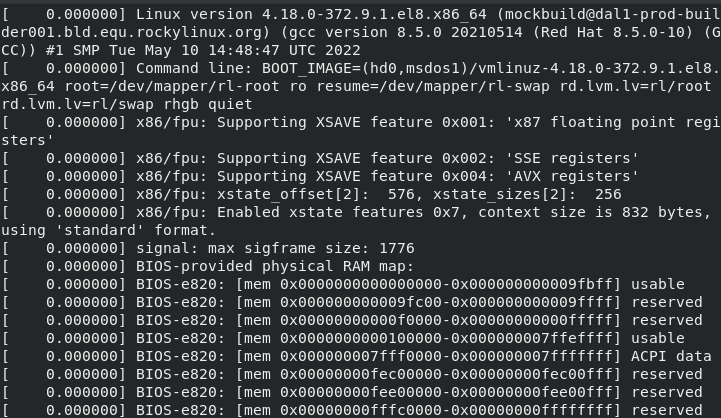 [    0.000000] Linux version 4.18.0-372.9.1.el8.x86_64 (mockbuild@dal1-prod-buil
der001.bld.equ.rockylinux.org) (gcc version 8.5.0 20210514 (Red Hat 8.5.0-10) (G
CC)) #1 SMP Tue May 10 14:48:47 UTC 2022
[    0.000000] Command line: BOOT_IMAGE=(hd0,msdos1)/vmlinuz-4.18.0-372.9.1.el8.
x86_64 root=/dev/mapper/rl-root ro resume=/dev/mapper/rl-swap rd.lvm.lv=rl/root
rd.lvm.lv=rl/swap rhgb quiet
[    0.000000] x86/fpu: Supporting XSAVE feature 0x001: 'x87 floating point regi
sters'
[    0.000000] x86/fpu: Supporting XSAVE feature 0x002: 'SSE registers'
[    0.000000] x86/fpu: Supporting XSAVE feature 0x004: 'AVX registers'
[    0.000000] x86/fpu: xstate_offset[2]:  576, xstate_sizes[2]:  256
[    0.000000] x86/fpu: Enabled xstate features 0x7, context size is 832 bytes,
using 'standard' format.
[    0.000000] signal: max sigframe size: 1776
[    0.000000] BIOS-provided physical RAM map:
[    0.000000] BIOS-e820: [mem 0x0000000000000000-0x000000000009fbff] usable
[    0.000000] BIOS-e820: [mem 0x000000000009fc00-0x000000000009ffff] reserved
[    0.000000] BIOS-e820: [mem 0x00000000000f0000-0x00000000000fffff] reserved
[    0.000000] BIOS-e820: [mem 0x0000000000100000-0x000000007ffeffff] usable
[    0.000000] BIOS-e820: [mem 0x000000007fff0000-0x000000007fffffff] ACPI data
[    0.000000] BIOS-e820: [mem 0x00000000fec00000-0x00000000fec00fff] reserved
[    0.000000] BIOS-e820: [mem 0x00000000fee00000-0x00000000fee00fff] reserved
[    0.000000] BIOS-e820: [mem 0x00000000fffc0000-0x00000000ffffffff] reserved